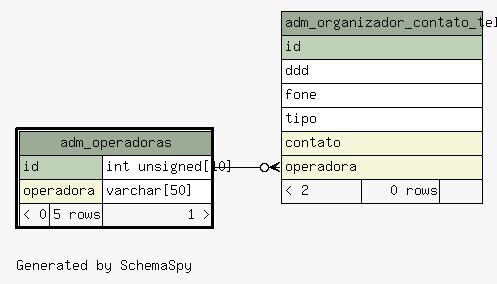 adm_organizador_contato_tel
id
ddd
fone
tipo
contato
operadora
< 2 0 rows
adm_operadoras
id int unsigned[10]
operadora varchar[50]
< 0 5 rows 1 >
Generated by SchemaSpy